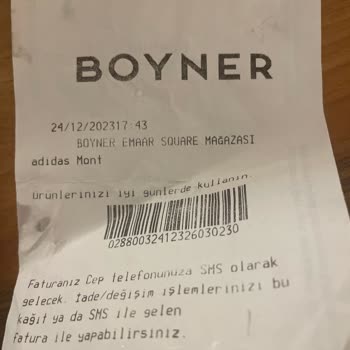 BOYNER
24/12/202317:43
BOYNER EMAAR SQUARE MAĞAZASI
adidas Mont
ürünlerinizi iyi günlerde kullanın.
02880032412326030230
Faturanız Cep telefonunuza SMS olarak
gelecek. İade/değişim işlemlerinizi bu
kağıt ya da SMS ile gelen
fatura ile yapabilirsiniz.